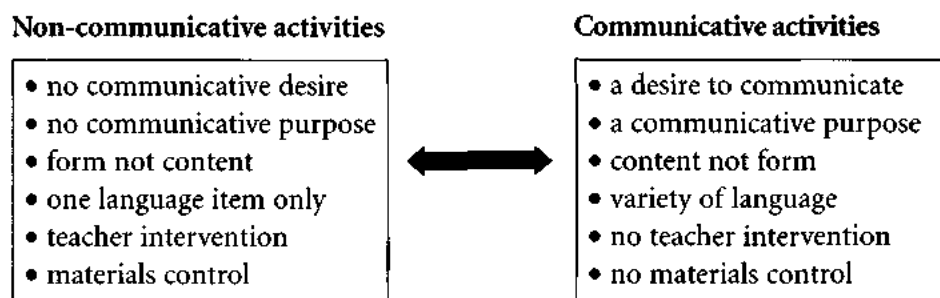 Non-communicative activities
• no communicative desire
• no communicative purpose
• form not content
• one language item only
• teacher intervention
• materials control
Communicative activities
• a desire to communicate
• a communicative purpose
• content not form
• variety of language
• no teacher intervention
• no materials control